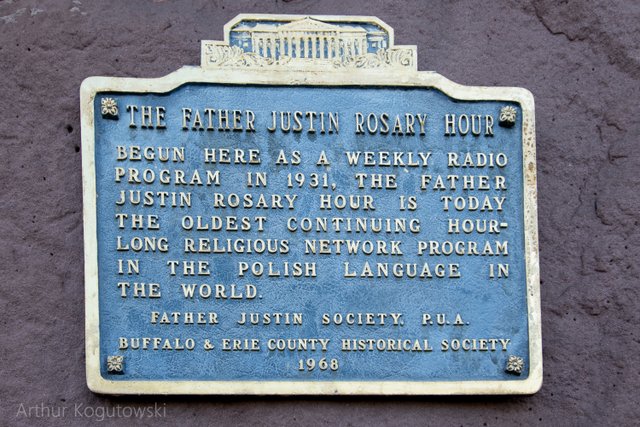 THE FATHER JUSTIN ROSARY HOUR
BEGUN HERE AS A WEEKLY RADIO
PROGRAM IN 1931, THE FATHER
JUSTIN ROSARY HOUR IS TODAY
THE OLDEST CONTINUING HOUR-
LONG RELIGIOUS NETWORK PROGRAM
IN THE POLISH LANGUAGE IN
THE WORLD.
FATHER JUSTIN SOCIETY, P.U.A.
BUFFALO & ERIE COUNTY HISTORICAL SOCIETY
1968
Arthur Kogutowski